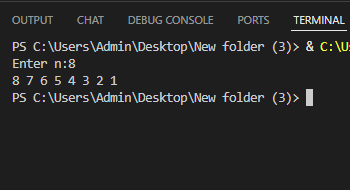 OUTPUT CHAT DEBUG CONSOLE PORTS TERMINAL
PS C:\Users\Admin\Desktop\New folder (3)> & C:\U
Enter n:8
8 7 6 5 4 3 2 1
PS C:\Users\Admin\Desktop\New folder (3)>